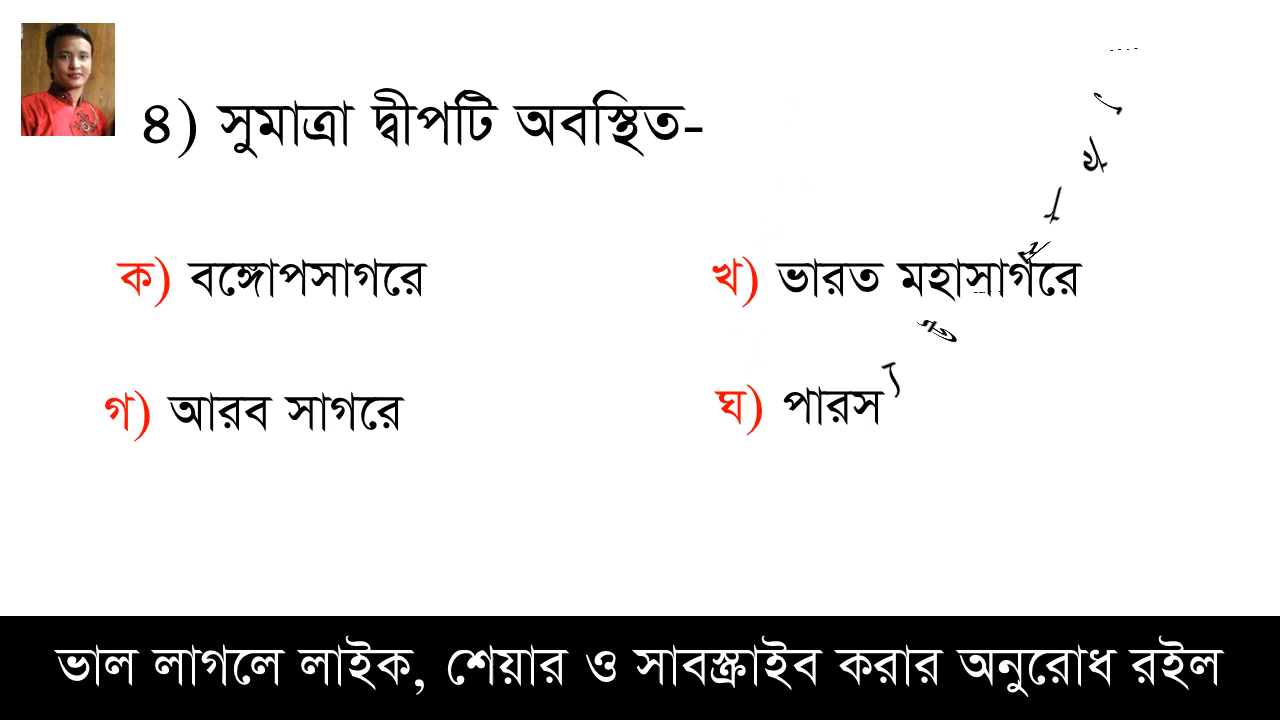 ৪) সুমাত্রা দ্বীপটি অবস্থিত-
ক) বঙ্গোপসাগরে
খ) ভারত মহাসাগরে
গ) আরব সাগরে
ঘ) পারস
ভাল লাগলে লাইক, শেয়ার ও সাবস্ক্রাইব করার অনুরোধ রইল